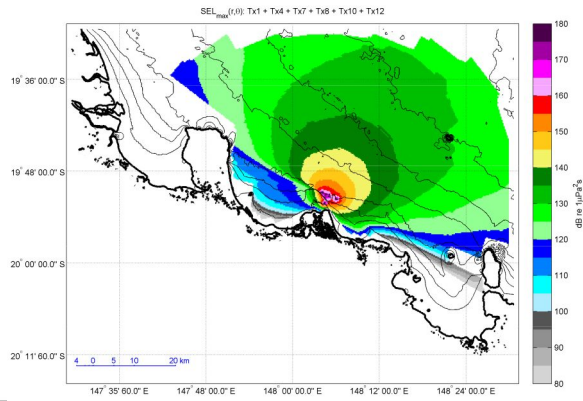 SELmax(r,θ): Tx1 + Tx4 + Tx7 + Tx8 + Tx10 + Tx12
180
170
160
150
140
130
120
110
100
90
80
dB re 1µPa²s
19° 36' 00.0" S
19° 48' 00.0" S
20° 00' 00.0" S
20° 11' 60.0" S
4 0 5 10 20 km
147° 35' 60.0" E 147° 48' 00.0" E 148° 00' 00.0" E 148° 12' 00.0" E 148° 24' 00.0" E